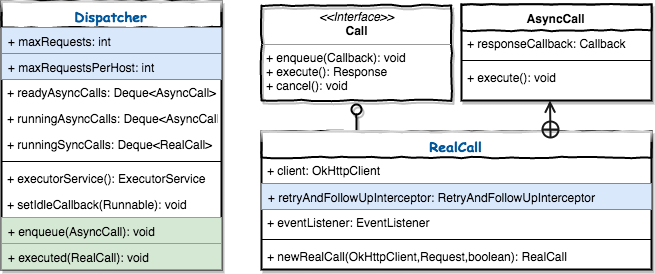 Dispatcher
+ maxRequests: int
+ maxRequestsPerHost: int
+ readyAsyncCalls: Deque<AsyncCall>
+ runningAsyncCalls: Deque<AsyncCal
+ runningSyncCalls: Deque<RealCall>
+ executorService(): ExecutorService
+ setIdleCallback(Runnable): void
+ enqueue(AsyncCall): void
+ executed(RealCall): void
<<Interface>>
Call
+ enqueue(Callback): void
+ execute(): Response
+ cancel(): void
AsyncCall
+ responseCallback: Callback
+ execute(): void
RealCall
+ client: OkHttpClient
+ retryAndFollowUpInterceptor: RetryAndFollowUpInterceptor
+ eventListener: EventListener
+ newRealCall(OkHttpClient,Request,boolean): RealCall